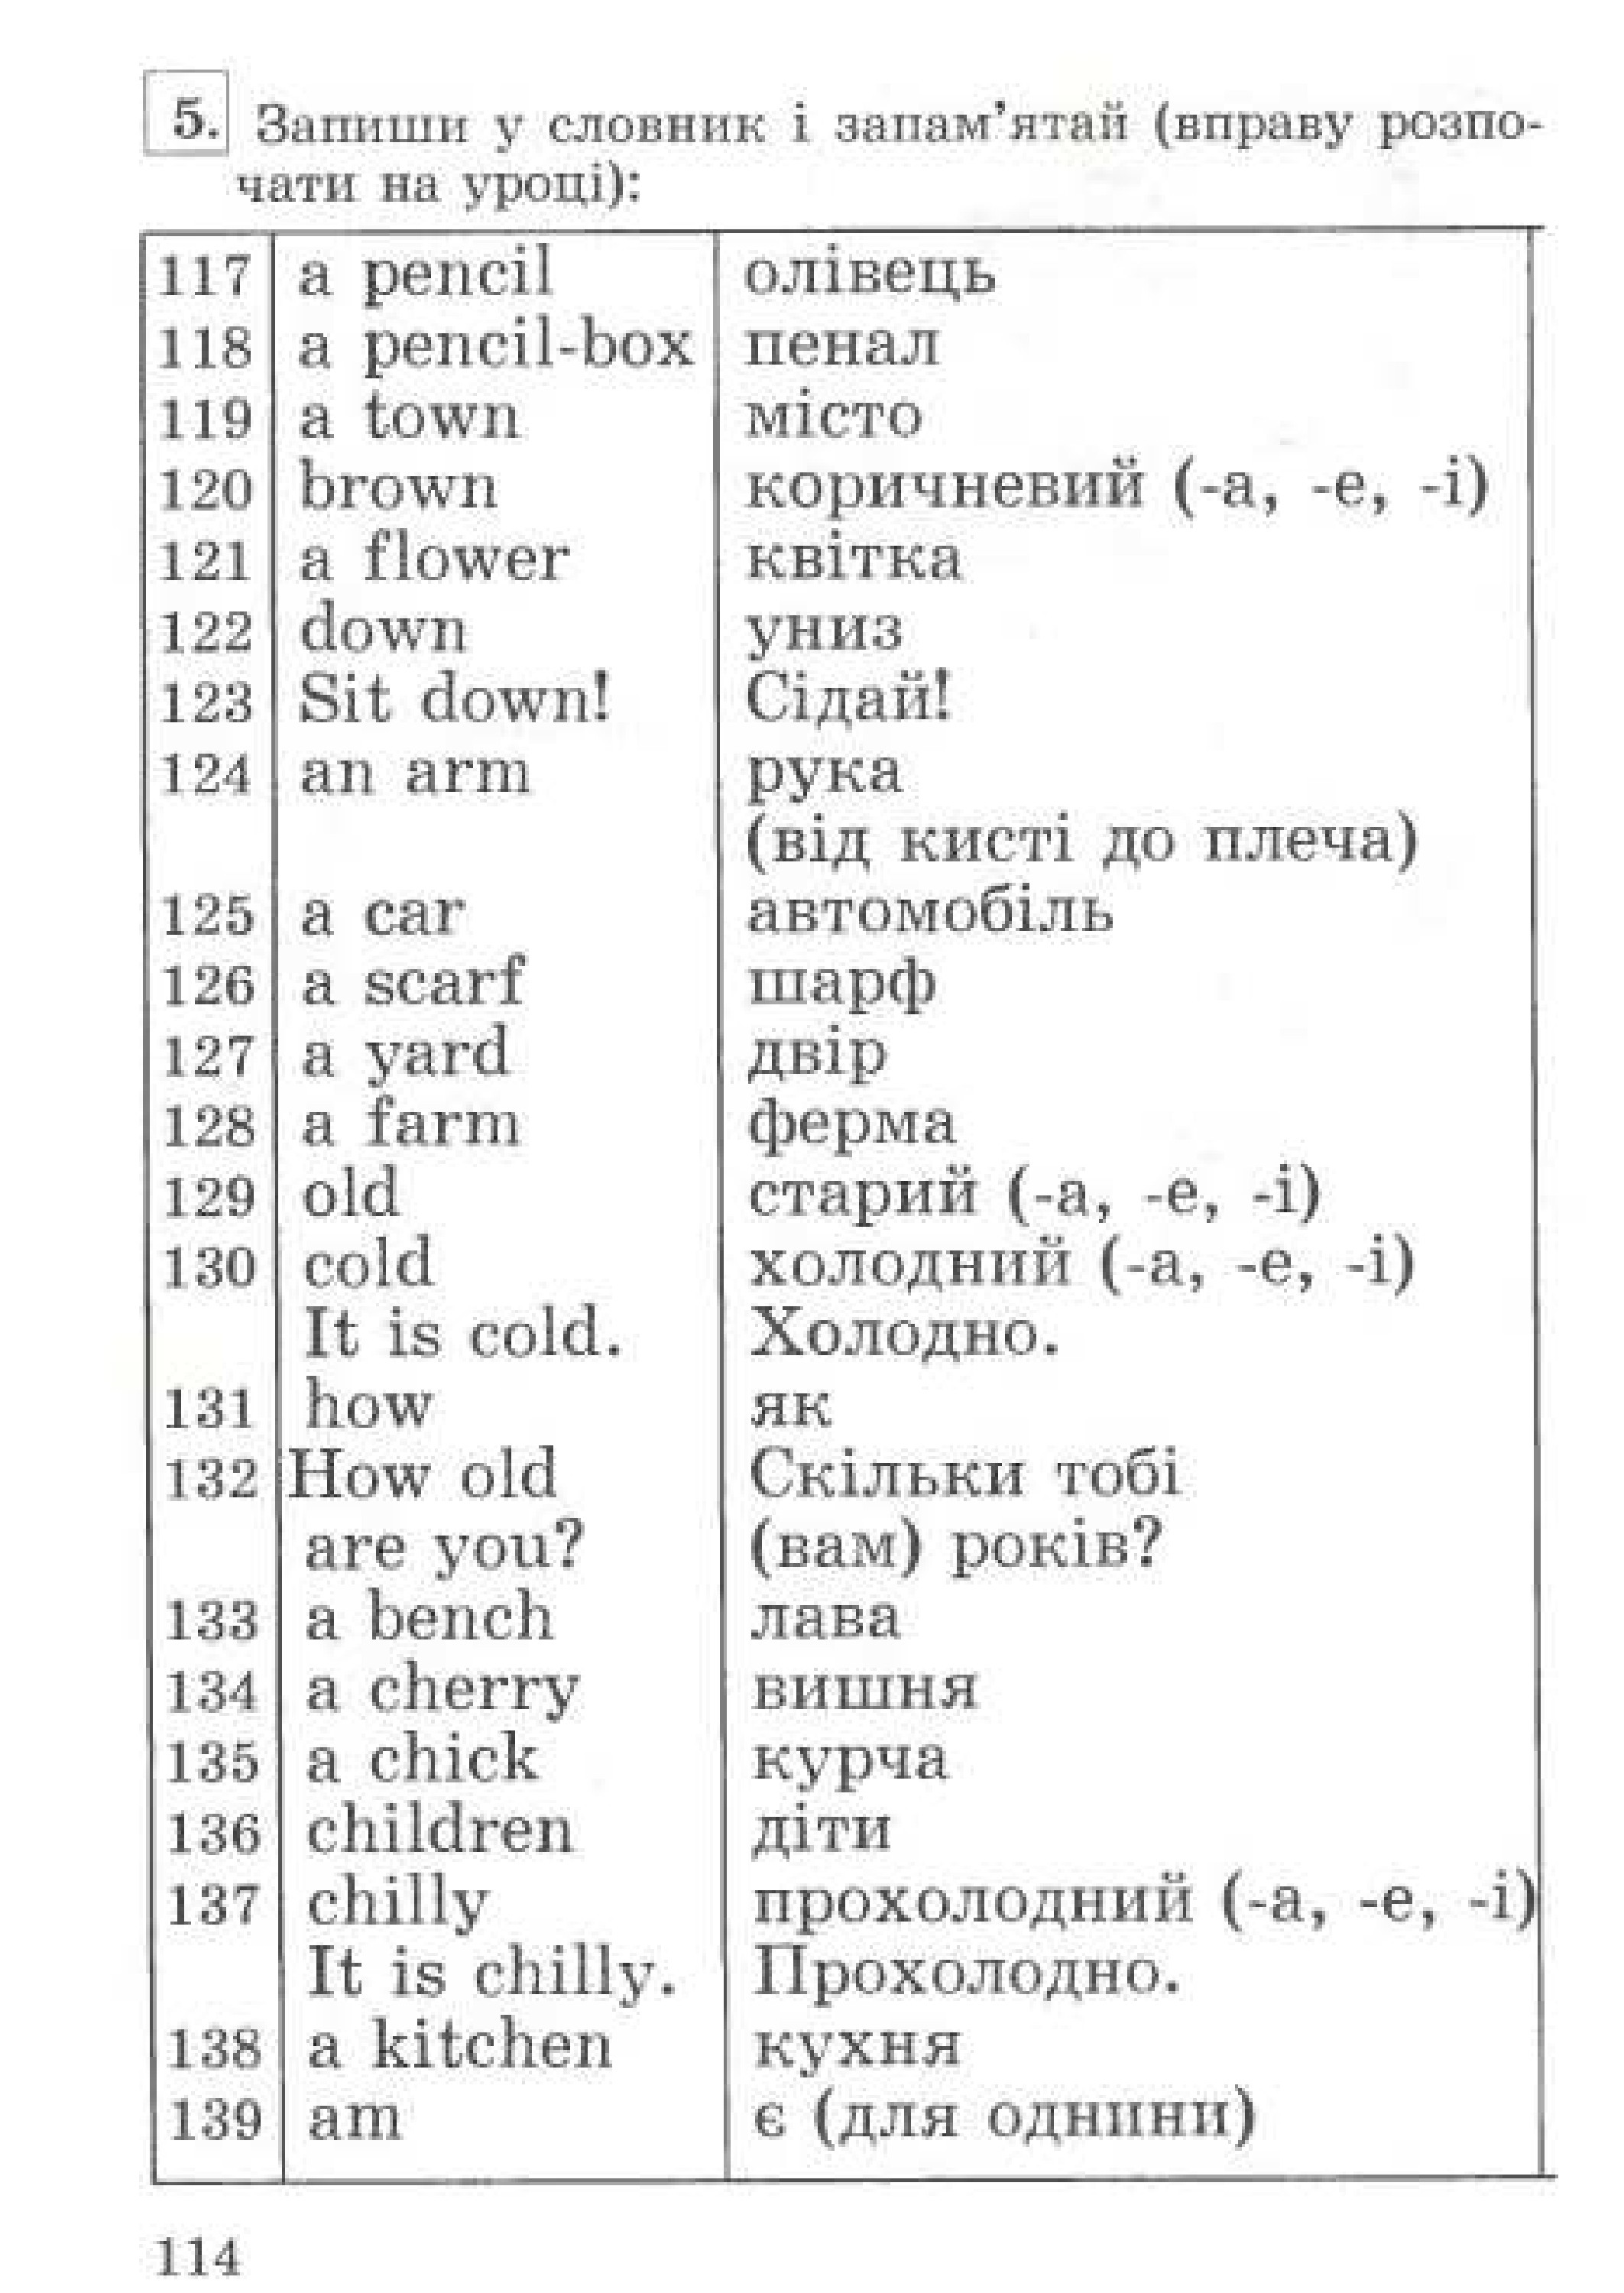 5. Запиши у словник і запам’ятай (вправу розпо-
чати на уроці):
117 a pencil олівець
118 a pencil-box пенал
119 a town місто
120 brown коричневий (-а, -е, -і)
121 a flower квітка
122 down униз
123 Sit down! Сідай!
124 an arm рука
(від кисті до плеча)
125 a car автомобіль
126 a scarf шарф
127 a yard двір
128 a farm ферма
129 old старий (-а, -е, -і)
130 cold холодний (-а, -е, -і)
It is cold. Холодно.
131 how як
132 How old Скільки тобі
are you? (вам) років?
133 a bench лава
134 a cherry вишня
135 a chick курча
136 children діти
137 chilly прохолодний (-а, -е, -і)
It is chilly. Прохолодно.
138 a kitchen кухня
139 am є (для однини)
114